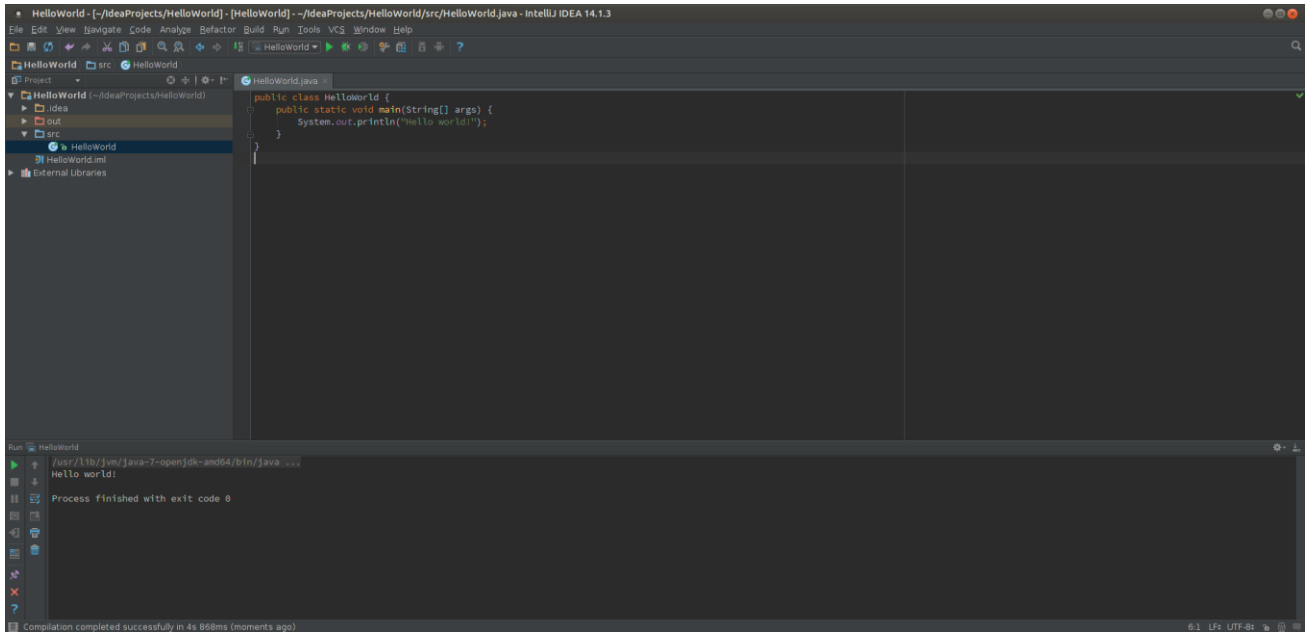 HelloWorld - [~/IdeaProjects/HelloWorld] - [HelloWorld] - ~/IdeaProjects/HelloWorld/src/HelloWorld.java - IntelliJ IDEA 14.1.3
File Edit View Navigate Code Analyze Refactor Build Run Tools VCS Window Help
HelloWorld
HelloWorld src HelloWorld
Project
HelloWorld.java
HelloWorld (~/IdeaProjects/HelloWorld)
.idea
out
src
HelloWorld
HelloWorld.iml
External Libraries
public class HelloWorld {
public static void main(String[] args) {
System.out.println("Hello world!");
}
}
Run HelloWorld
/usr/lib/jvm/java-7-openjdk-amd64/bin/java ...
Hello world!
Process finished with exit code 0
Compilation completed successfully in 4s 868ms (moments ago)
6:1 LF÷ UTF-8÷